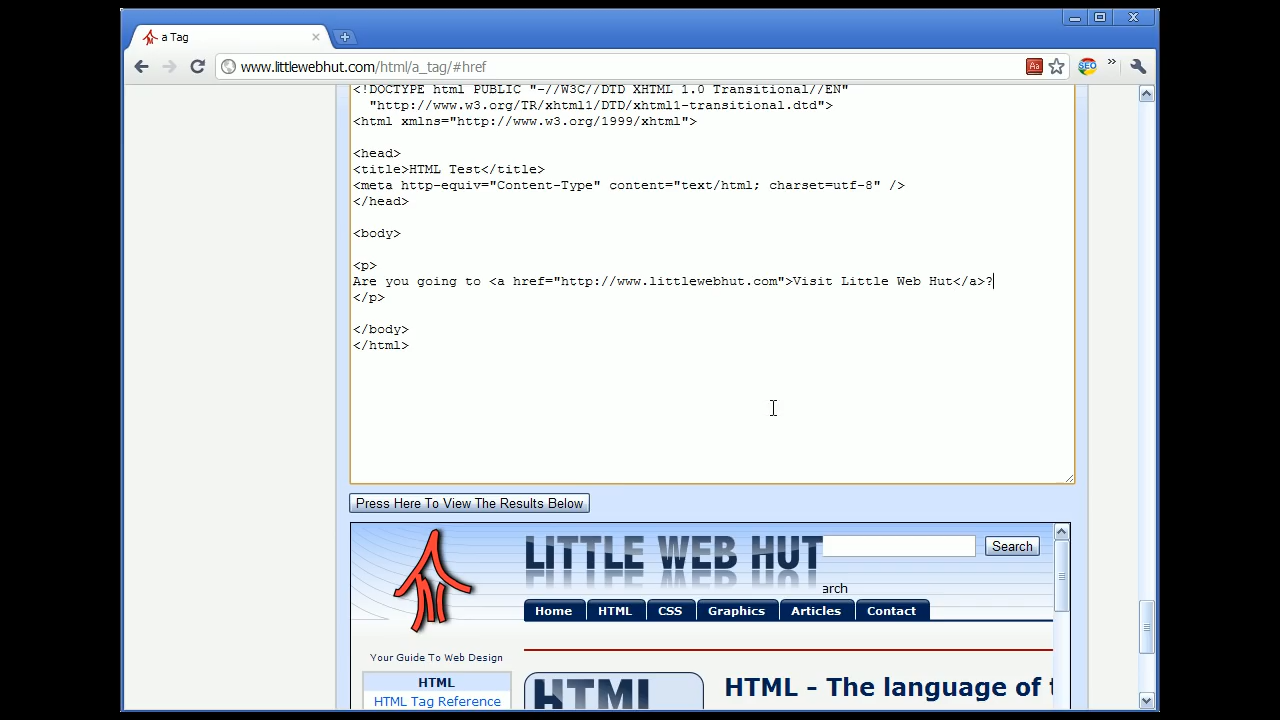 a Tag
www.littlewebhut.com/html/a_tag/#href
Aa
SEO
<!DOCTYPE html PUBLIC "-//W3C//DTD XHTML 1.0 Transitional//EN"
"http://www.w3.org/TR/xhtml1/DTD/xhtml1-transitional.dtd">
<html xmlns="http://www.w3.org/1999/xhtml">
<head>
<title>HTML Test</title>
<meta http-equiv="Content-Type" content="text/html; charset=utf-8" />
</head>
<body>
<p>
Are you going to <a href="http://www.littlewebhut.com">Visit Little Web Hut</a>?
</p>
</body>
</html>
Press Here To View The Results Below
LITTLE WEB HUT
Search
arch
Home HTML CSS Graphics Articles Contact
Your Guide To Web Design
HTML
HTML Tag Reference
HTML
HTML - The language of